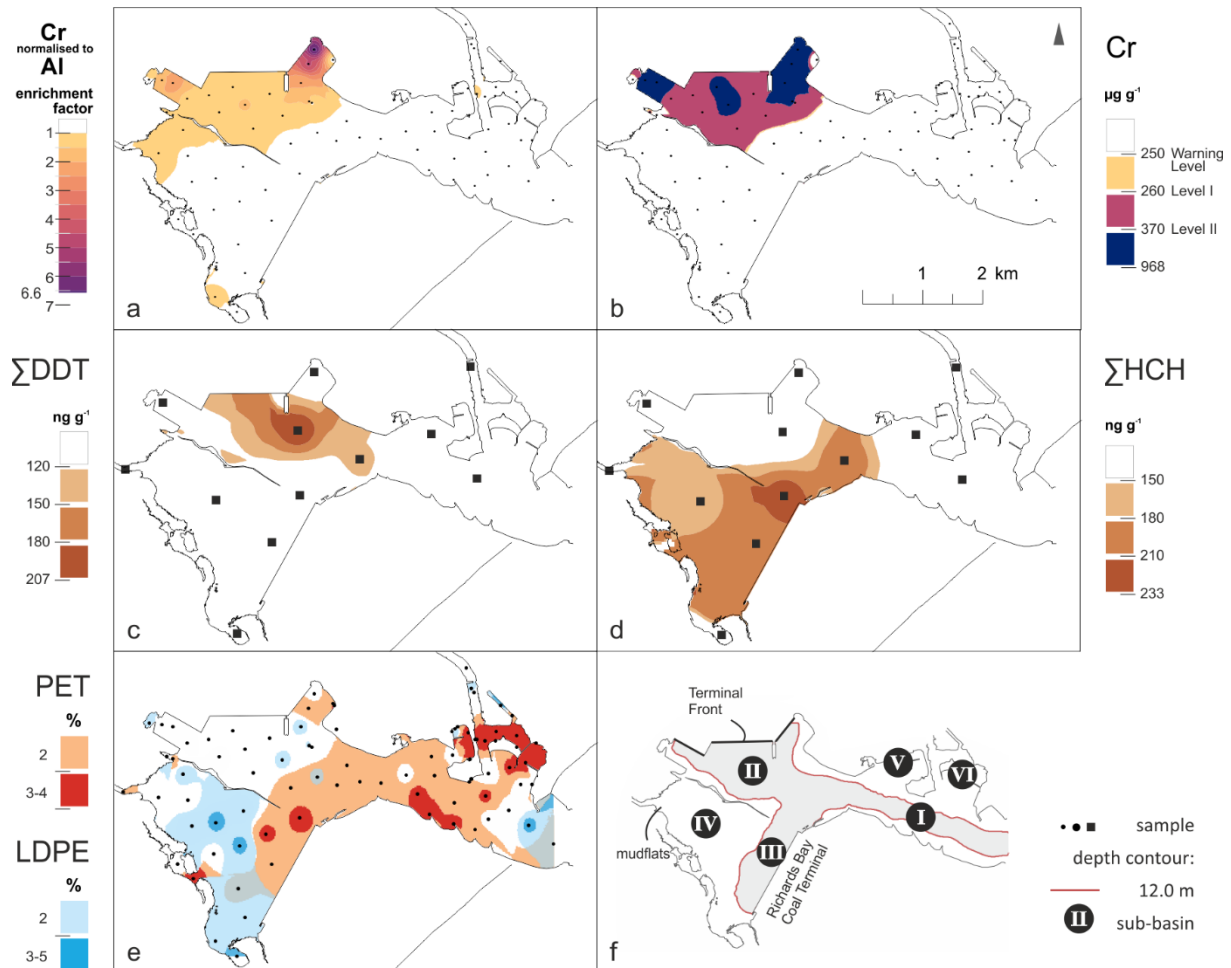 Cr
normalised to
Al
enrichment
factor
1
2
3
4
5
6
6.6
7
a
b
1 2 km
Cr
µg g⁻¹
250 Warning Level
260 Level I
370 Level II
968
∑DDT
ng g⁻¹
120
150
180
207
c
d
∑HCH
ng g⁻¹
150
180
210
233
PET
%
2
3-4
LDPE
%
2
3-5
e
Terminal
Front
II
V
VI
IV
I
mudflats
III
Richards Bay
Coal Terminal
f
sample
depth contour:
12.0 m
II sub-basin